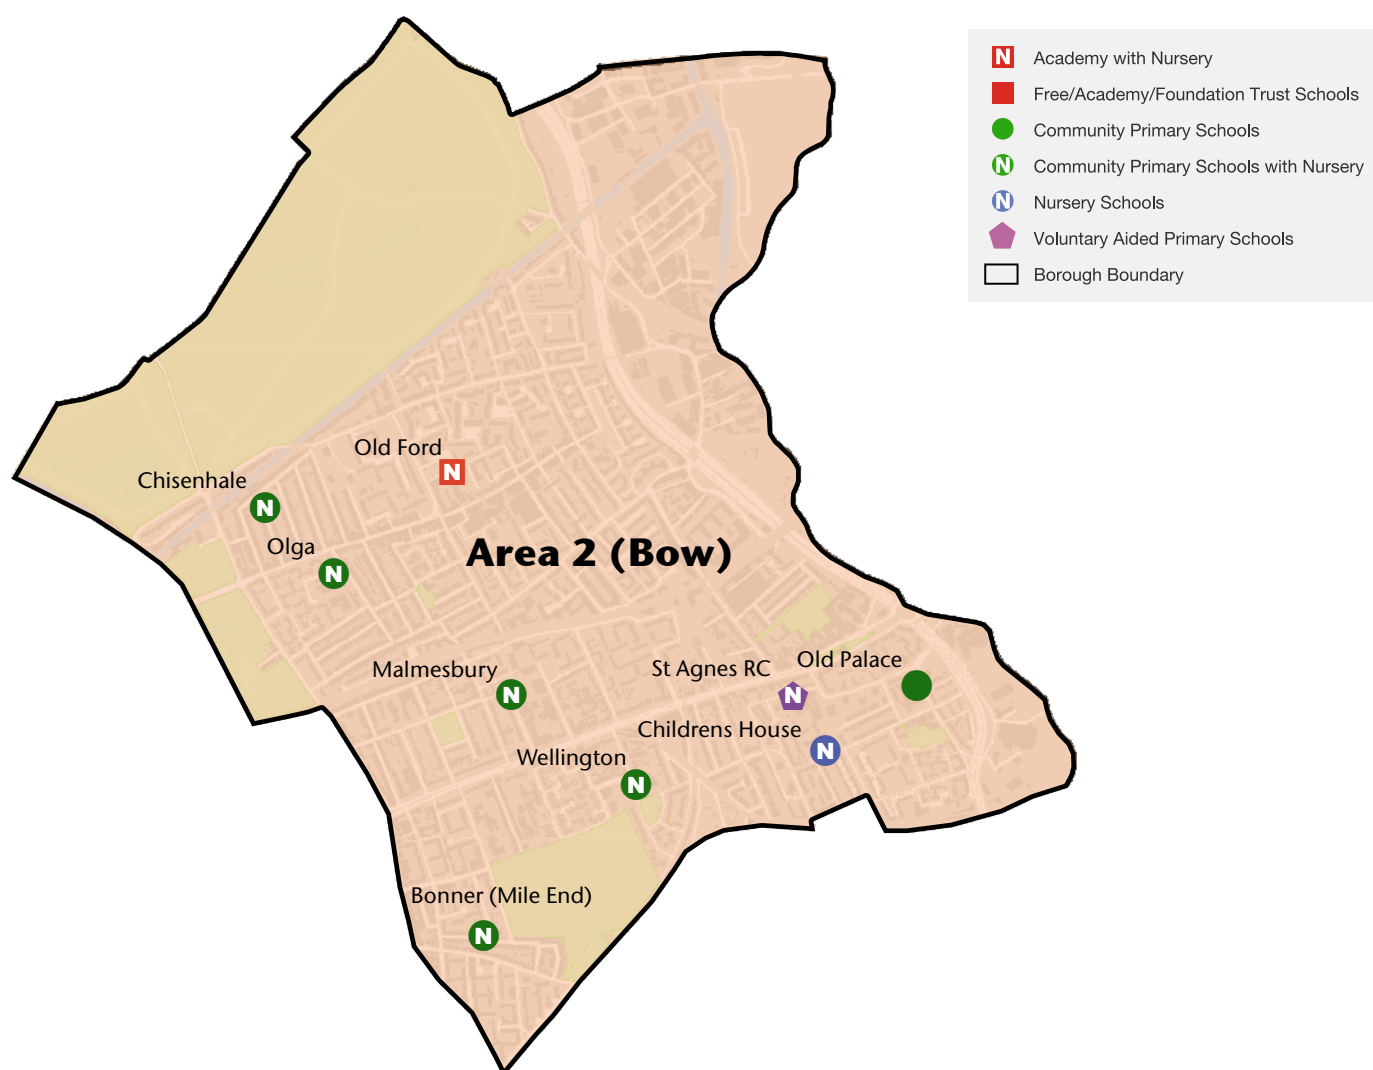 N Academy with Nursery
Free/Academy/Foundation Trust Schools
Community Primary Schools
N Community Primary Schools with Nursery
N Nursery Schools
Voluntary Aided Primary Schools
Borough Boundary
Old Ford
N
Chisenhale
N
Olga
N
Area 2 (Bow)
Malmesbury
N
St Agnes RC
N
Old Palace
Childrens House
N
Wellington
N
Bonner (Mile End)
N